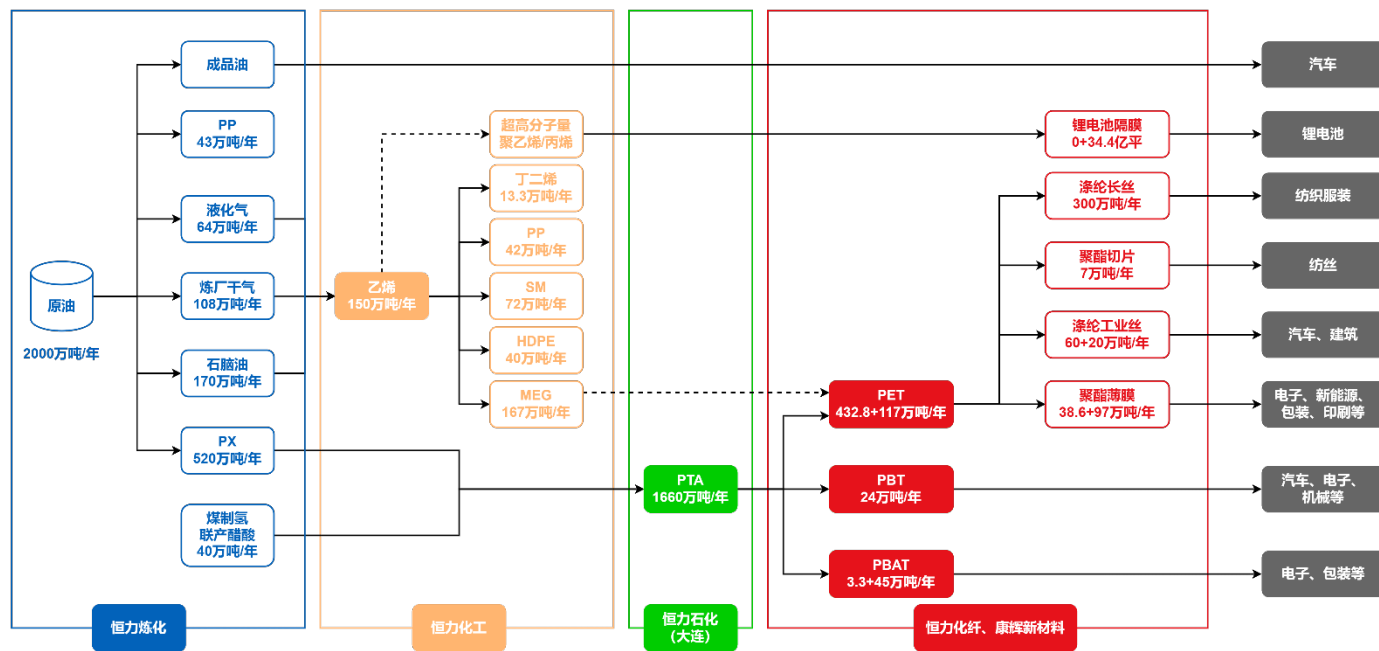 成品油
PP
43万吨/年
液化气
64万吨/年
炼厂干气
108万吨/年
石脑油
170万吨/年
PX
520万吨/年
煤制氢
联产醋酸
40万吨/年
原油
2000万吨/年
恒力炼化
乙烯
150万吨/年
超高分子量
聚乙烯/丙烯
丁二烯
13.3万吨/年
PP
42万吨/年
SM
72万吨/年
HDPE
40万吨/年
MEG
167万吨/年
恒力化工
PTA
1660万吨/年
恒力石化
（大连）
PET
432.8+117万吨/年
PBT
24万吨/年
PBAT
3.3+45万吨/年
锂电池隔膜
0+34.4亿平
涤纶长丝
300万吨/年
聚酯切片
7万吨/年
涤纶工业丝
60+20万吨/年
聚酯薄膜
38.6+97万吨/年
恒力化纤、康辉新材料
汽车
锂电池
纺织服装
纺丝
汽车、建筑
电子、新能源、
包装、印刷等
汽车、电子、
机械等
电子、包装等